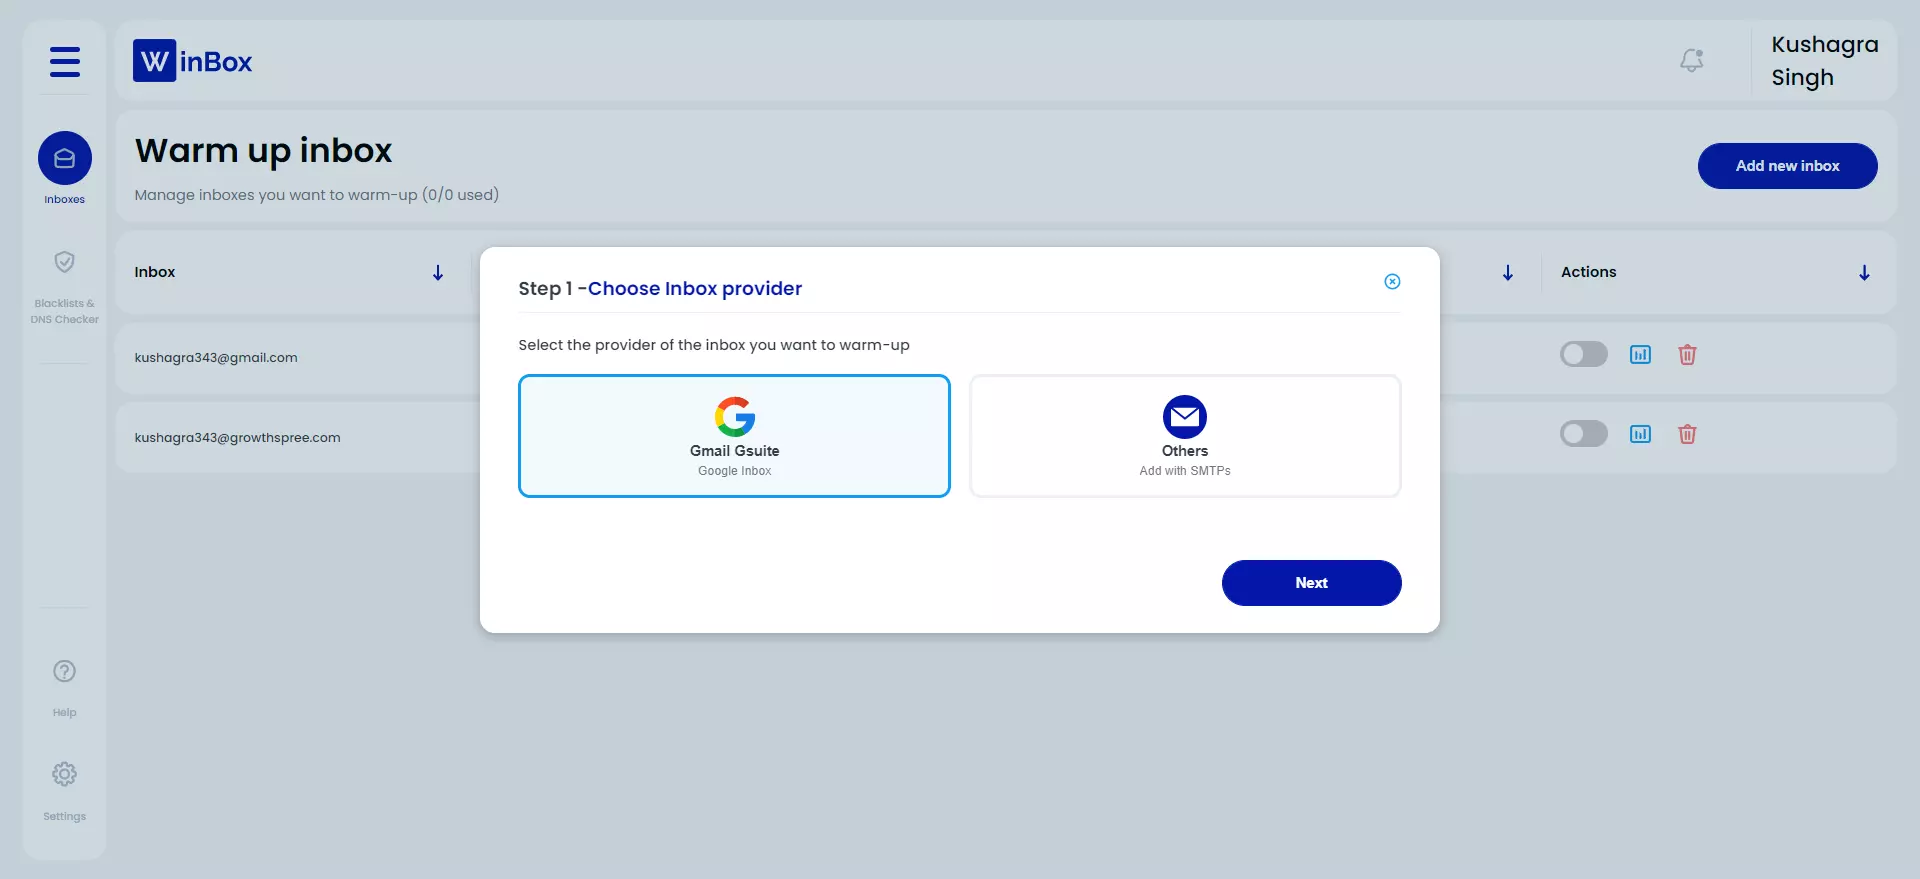 WinBox
Kushagra
Singh
Warm up inbox
Manage inboxes you want to warm-up (0/0 used)
Add new inbox
Inboxes
Blacklists &
DNS Checker
Help
Settings
Inbox
Actions
kushagra343@gmail.com
kushagra343@growthspree.com
Step 1 -Choose Inbox provider
Select the provider of the inbox you want to warm-up
Gmail Gsuite
Google Inbox
Others
Add with SMTPs
Next